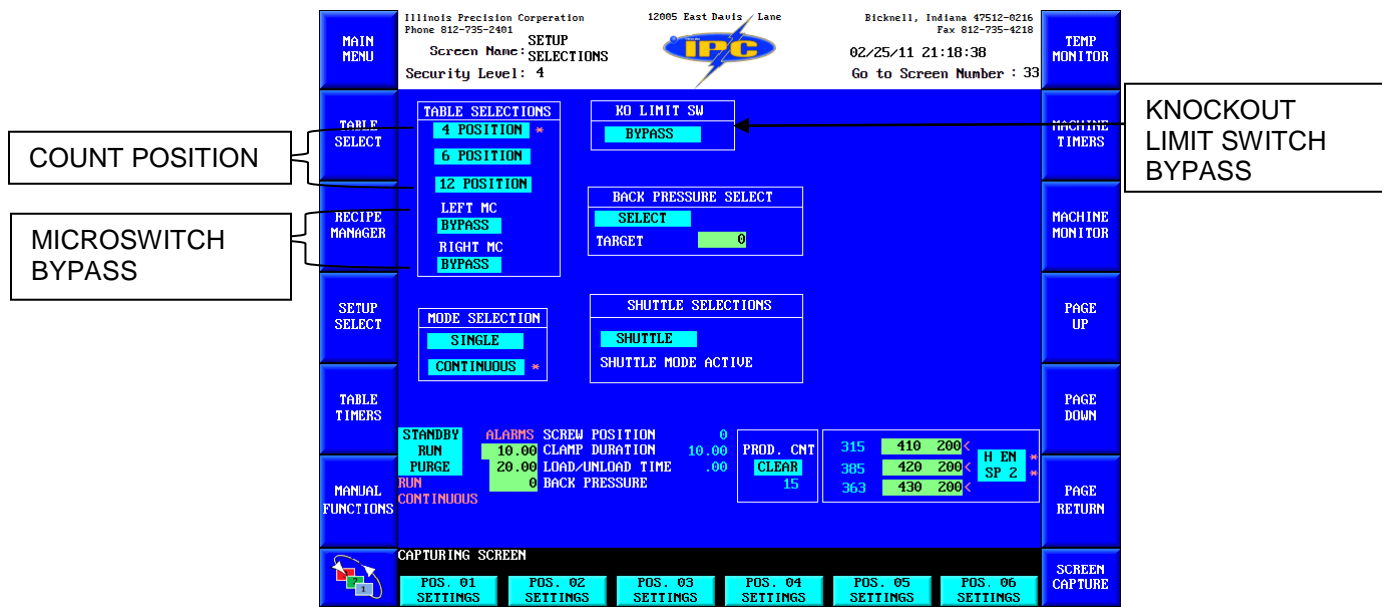 Illinois Precision Corperation
12005 East Davis Lane
Bicknell, Indiana 47512-0216
Phone 812-735-2401
Fax 812-735-4218
Screen Name: SETUP
SELECTIONS
IPC
02/25/11 21:18:38
Security Level: 4
Go to Screen Number : 33
MAIN
MENU
TABLE
SELECT
RECIPE
MANAGER
SETUP
SELECT
TABLE
TIMERS
MANUAL
FUNCTIONS
COUNT POSITION
MICROSWITCH
BYPASS
TABLE SELECTIONS
4 POSITION *
6 POSITION
12 POSITION
LEFT MC
BYPASS
RIGHT MC
BYPASS
MODE SELECTION
SINGLE
CONTINUOUS *
KO LIMIT SW
BYPASS
BACK PRESSURE SELECT
SELECT
TARGET 0
SHUTTLE SELECTIONS
SHUTTLE
SHUTTLE MODE ACTIVE
KNOCKOUT
LIMIT SWITCH
BYPASS
TEMP
MONITOR
MACHINE
TIMERS
MACHINE
MONITOR
PAGE
UP
PAGE
DOWN
PAGE
RETURN
SCREEN
CAPTURE
STANDBY ALARMS SCREW POSITION 0
RUN 10.00 CLAMP DURATION 10.00
PURGE 20.00 LOAD/UNLOAD TIME .00
RUN 0 BACK PRESSURE
CONTINUOUS
PROD. CNT
CLEAR
15
315 410 200<
385 420 200<
363 430 200<
H EN *
SP 2 *
CAPTURING SCREEN
POS. 01
SETTINGS
POS. 02
SETTINGS
POS. 03
SETTINGS
POS. 04
SETTINGS
POS. 05
SETTINGS
POS. 06
SETTINGS